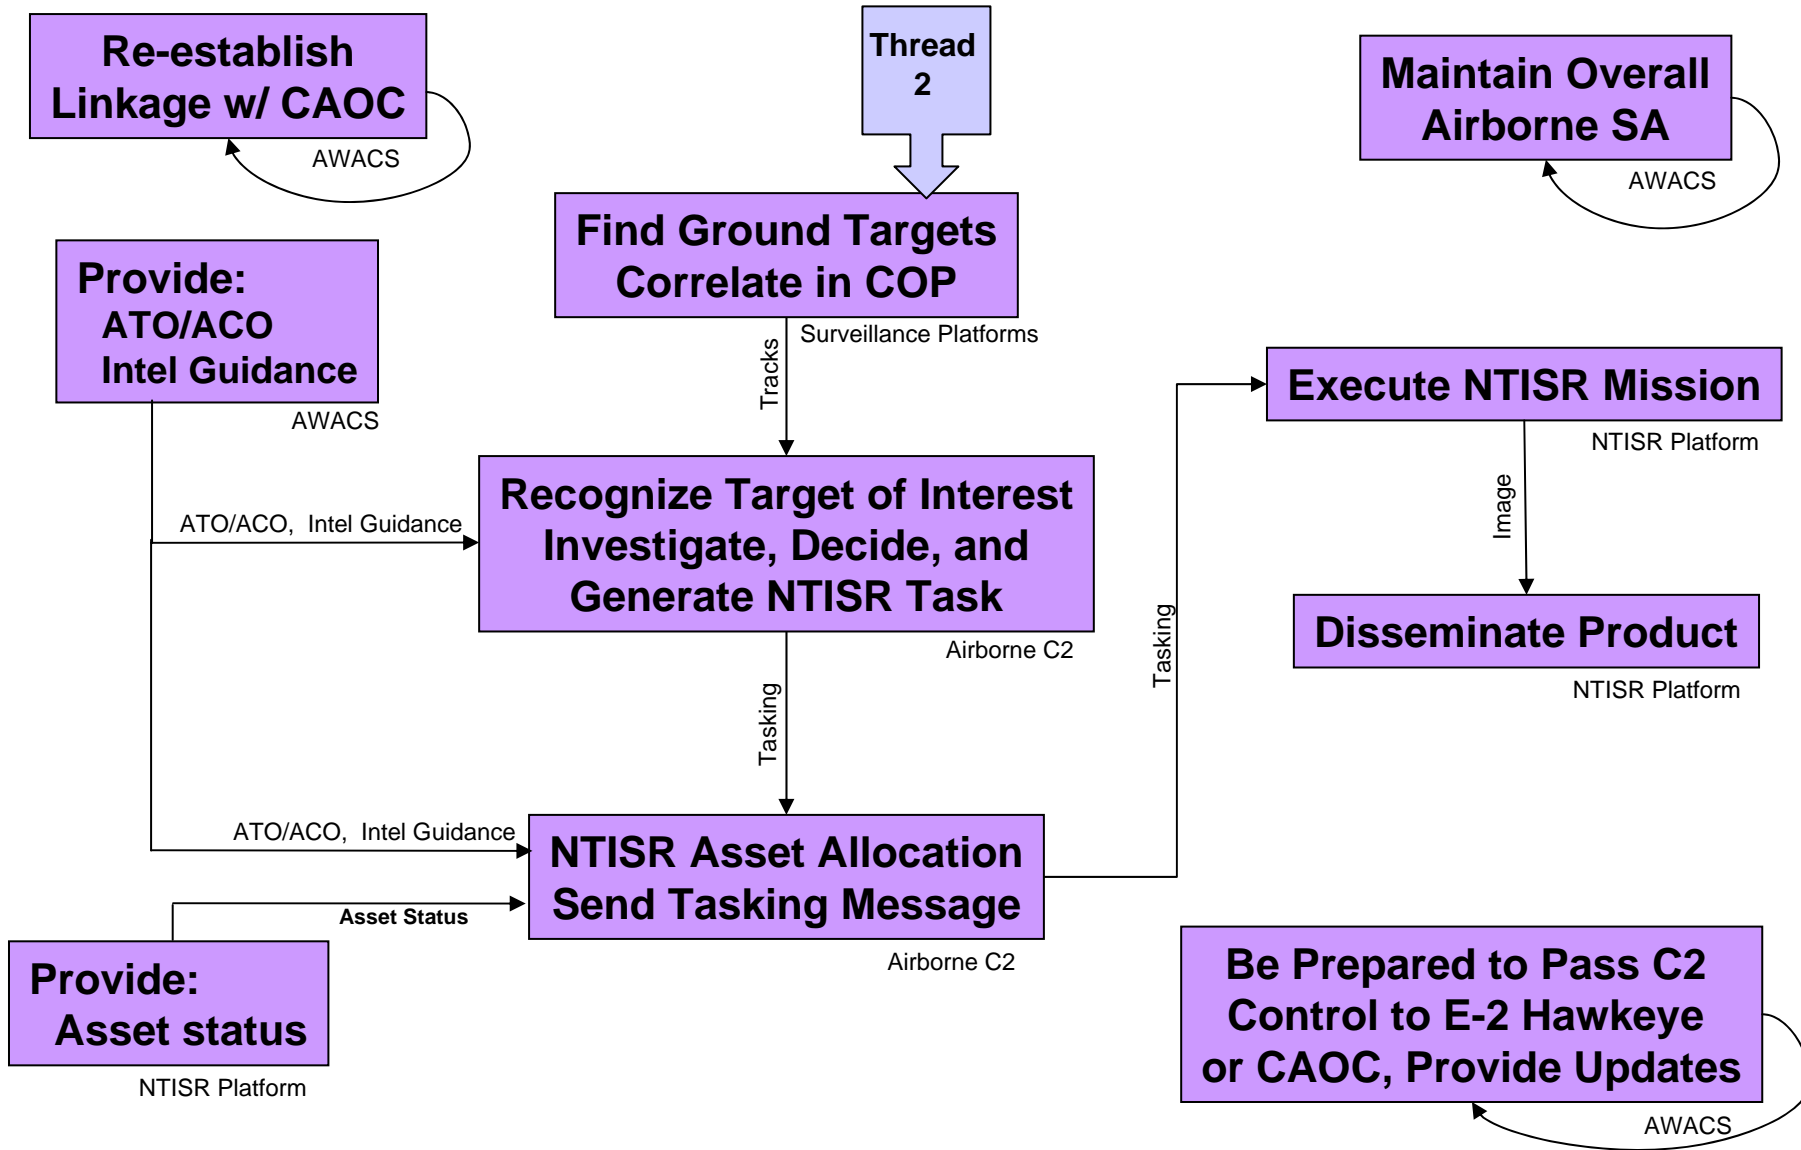 Re-establish
Linkage w/ CAOC
AWACS
Thread
2
Maintain Overall
Airborne SA
AWACS
Find Ground Targets
Correlate in COP
Surveillance Platforms
Provide:
ATO/ACO
Intel Guidance
AWACS
Tracks
Execute NTISR Mission
NTISR Platform
Recognize Target of Interest
Investigate, Decide, and
Generate NTISR Task
Airborne C2
ATO/ACO, Intel Guidance
Image
Tasking
Disseminate Product
NTISR Platform
Tasking
ATO/ACO, Intel Guidance
NTISR Asset Allocation
Send Tasking Message
Airborne C2
Asset Status
Provide:
Asset status
NTISR Platform
Be Prepared to Pass C2
Control to E-2 Hawkeye
or CAOC, Provide Updates
AWACS